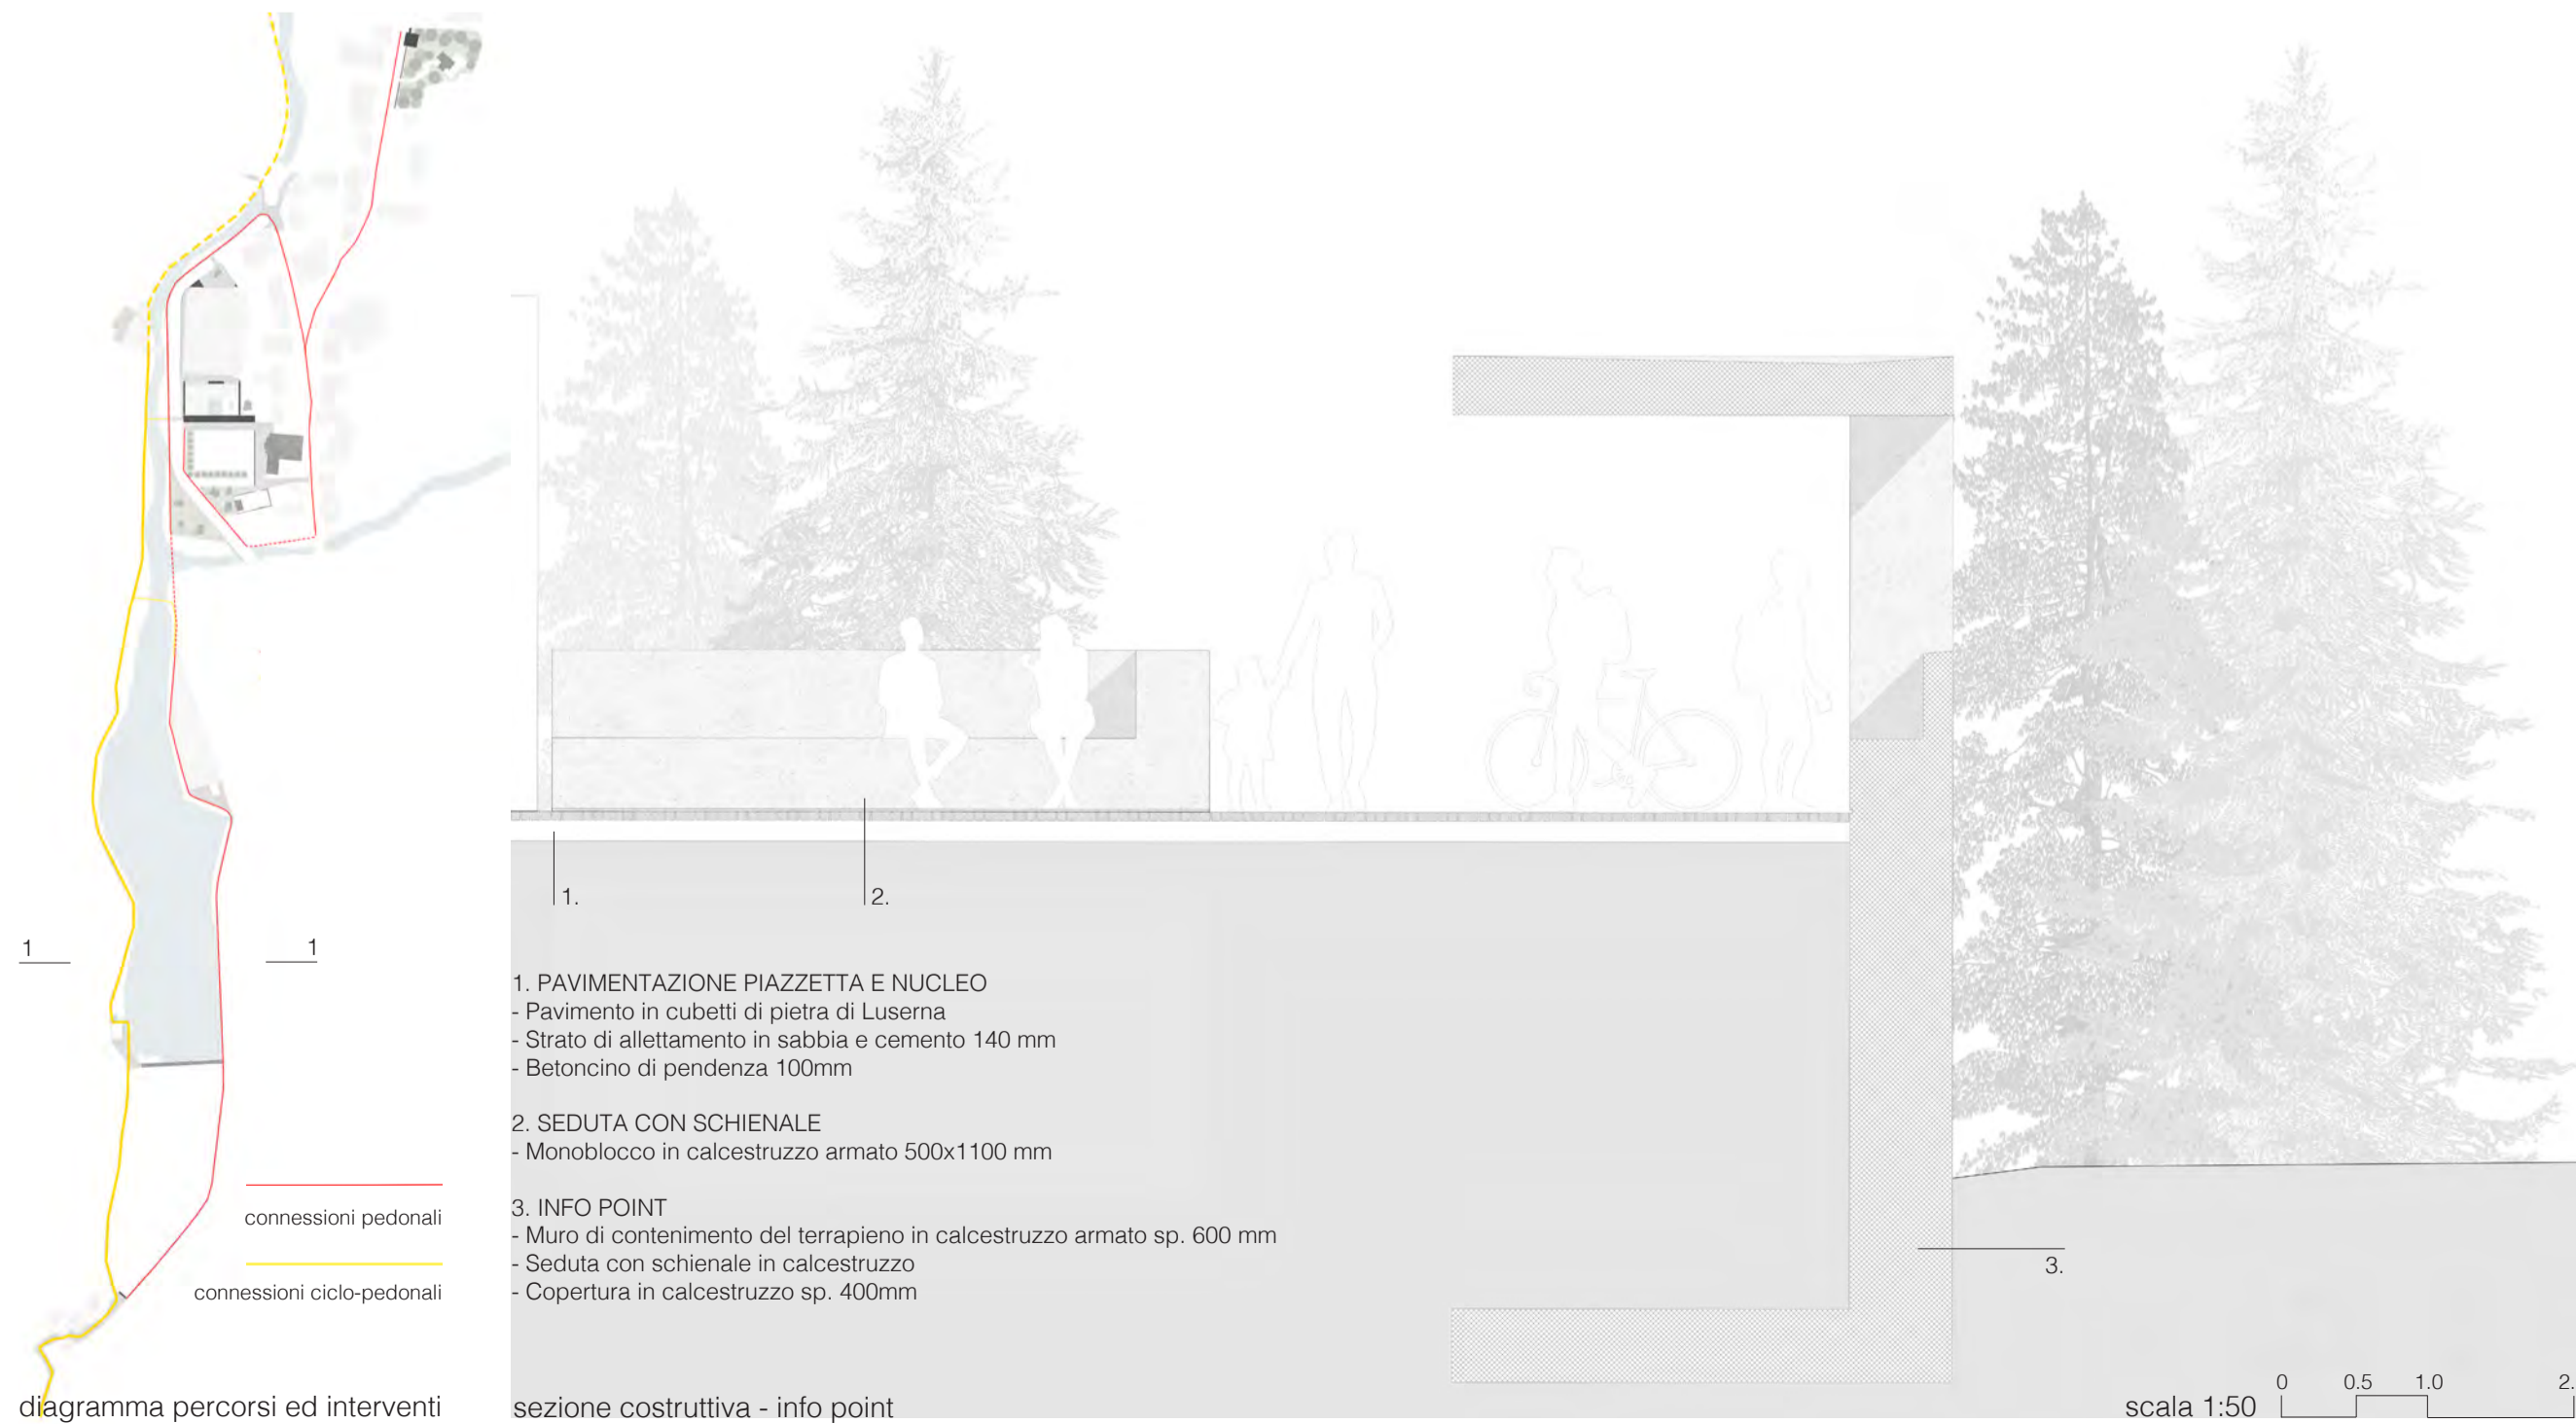 1 1
connessioni pedonali
connessioni ciclo-pedonali
diagramma percorsi ed interventi
1.
2.
1. PAVIMENTAZIONE PIAZZETTA E NUCLEO
- Pavimento in cubetti di pietra di Luserna
- Strato di allettamento in sabbia e cemento 140 mm
- Betoncino di pendenza 100mm
2. SEDUTA CON SCHIENALE
- Monoblocco in calcestruzzo armato 500x1100 mm
3. INFO POINT
- Muro di contenimento del terrapieno in calcestruzzo armato sp. 600 mm
- Seduta con schienale in calcestruzzo
- Copertura in calcestruzzo sp. 400mm
3.
sezione costruttiva - info point
scala 1:50
0 0.5 1.0 2.